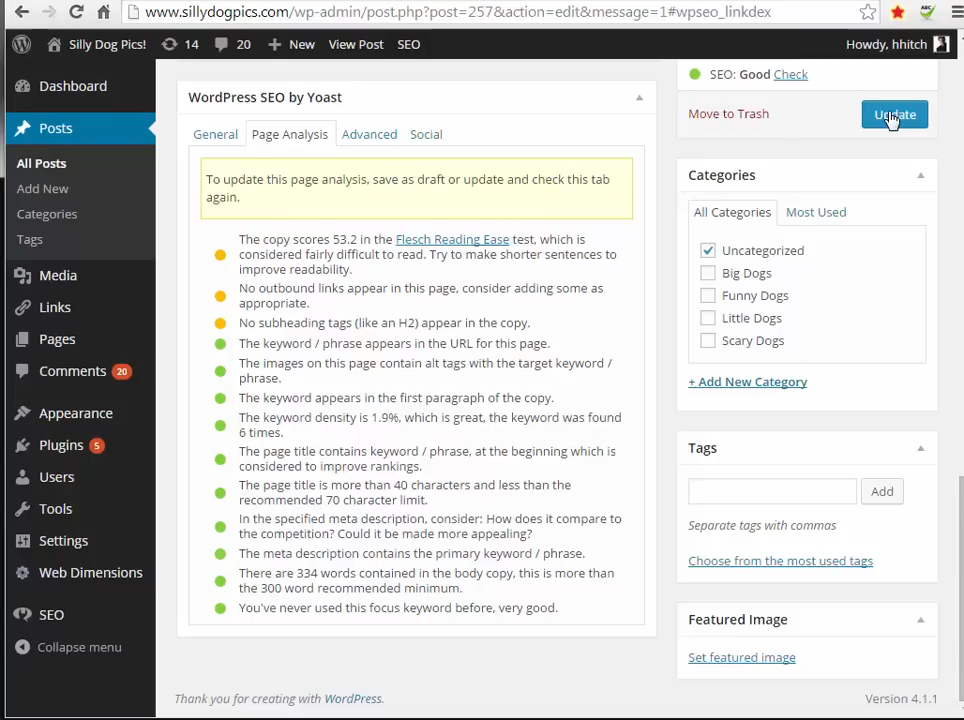 www.sillydogpics.com/wp-admin/post.php?post=257&action=edit&message=1#wpseo_linkdex
ABC
Silly Dog Pics!
14
20
New
View Post
SEO
Howdy, hhitch
Dashboard
Posts
All Posts
Add New
Categories
Tags
Media
Links
Pages
Comments 20
Appearance
Plugins 5
Users
Tools
Settings
Web Dimensions
SEO
Collapse menu
WordPress SEO by Yoast
General
Page Analysis
Advanced
Social
To update this page analysis, save as draft or update and check this tab
again.
The copy scores 53.2 in the Flesch Reading Ease test, which is
considered fairly difficult to read. Try to make shorter sentences to
improve readability.
No outbound links appear in this page, consider adding some as
appropriate.
No subheading tags (like an H2) appear in the copy.
The keyword / phrase appears in the URL for this page.
The images on this page contain alt tags with the target keyword /
phrase.
The keyword appears in the first paragraph of the copy.
The keyword density is 1.9%, which is great, the keyword was found
6 times.
The page title contains keyword / phrase, at the beginning which is
considered to improve rankings.
The page title is more than 40 characters and less than the
recommended 70 character limit.
In the specified meta description, consider: How does it compare to
the competition? Could it be made more appealing?
The meta description contains the primary keyword / phrase.
There are 334 words contained in the body copy, this is more than
the 300 word recommended minimum.
You've never used this focus keyword before, very good.
SEO: Good Check
Move to Trash
Update
Categories
All Categories
Most Used
Uncategorized
Big Dogs
Funny Dogs
Little Dogs
Scary Dogs
+ Add New Category
Tags
Add
Separate tags with commas
Choose from the most used tags
Featured Image
Set featured image
Thank you for creating with WordPress.
Version 4.1.1